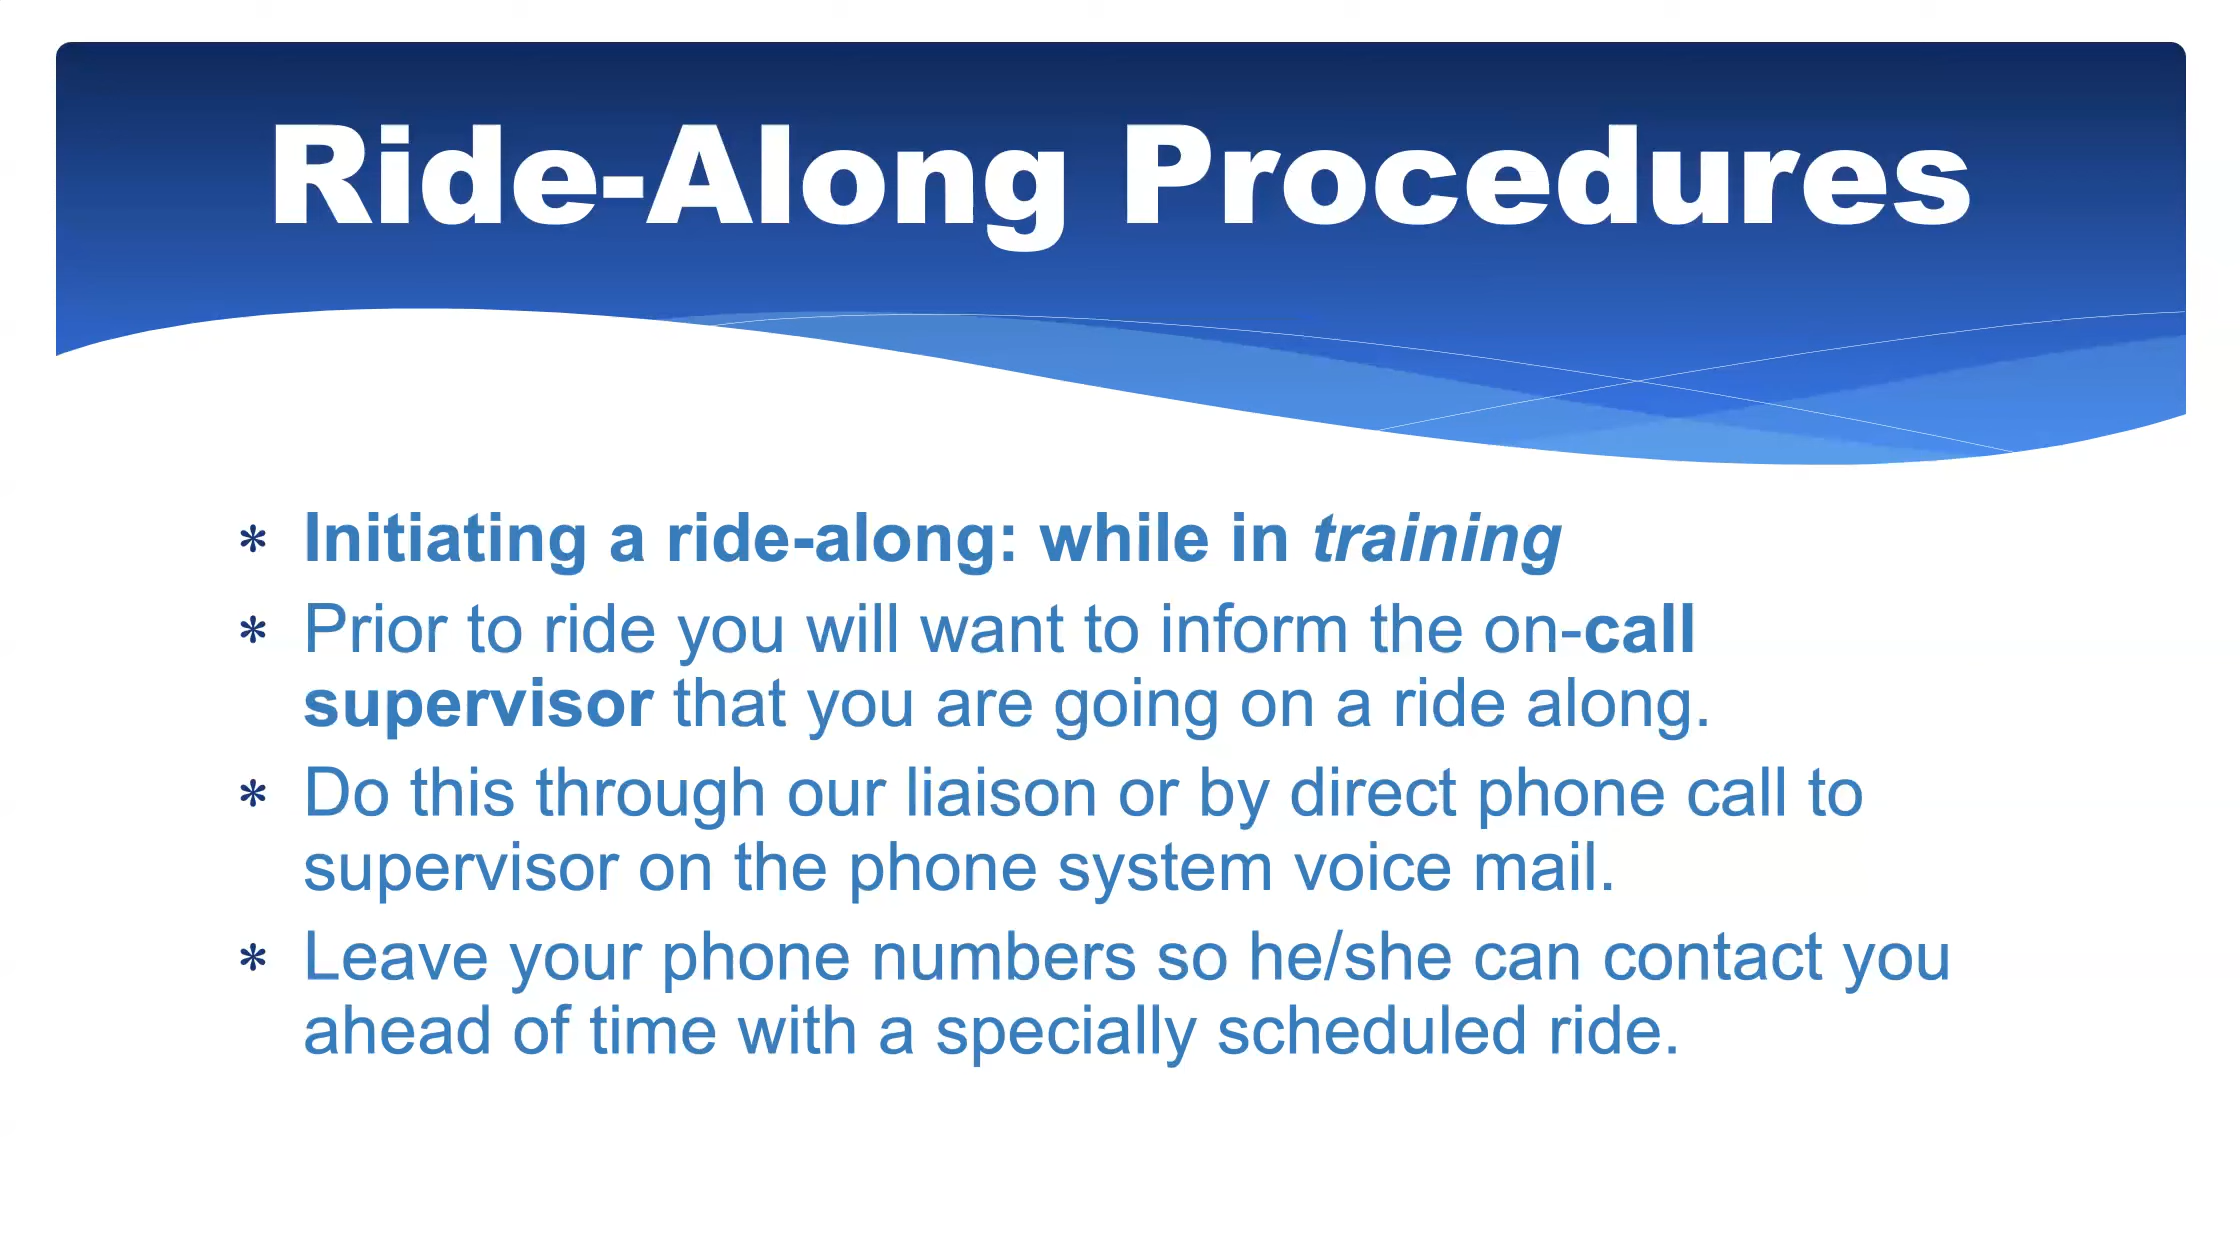 Ride-Along Procedures
* Initiating a ride-along: while in training
* Prior to ride you will want to inform the on-call
supervisor that you are going on a ride along.
* Do this through our liaison or by direct phone call to
supervisor on the phone system voice mail.
* Leave your phone numbers so he/she can contact you
ahead of time with a specially scheduled ride.